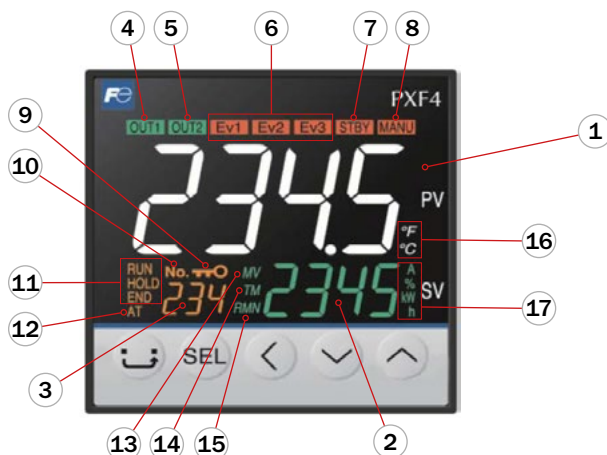 4 5 6 7 8
Fe PXF4
9 OUT1 OUT2 Ev1 Ev2 Ev3 STBY MANU
1
10 234.5 PV
°F 16
°C
11 RUN No. MV 2345 A SV
HOLD 234 TM % 17
END RMN kW
12 AT h
SEL
3 13 14 15 2